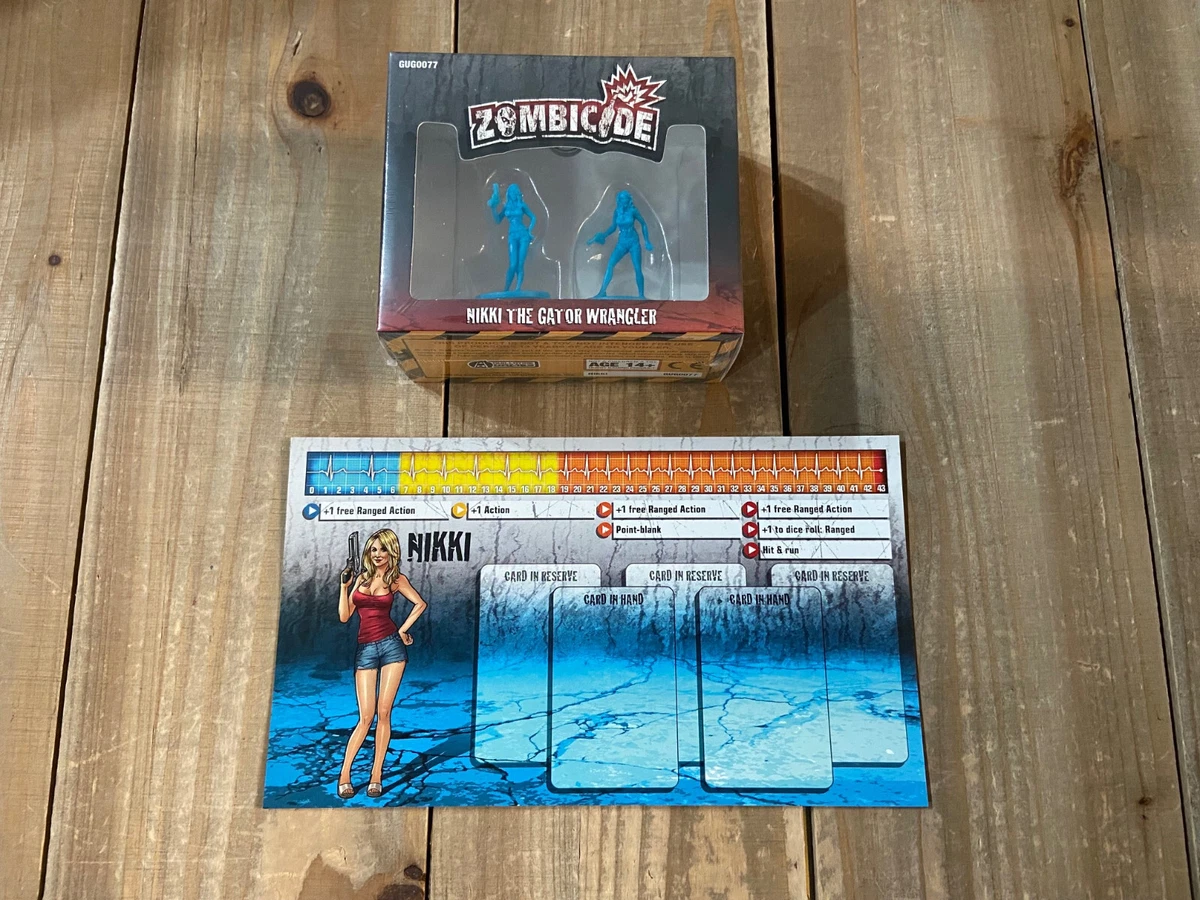 GUG0077
ZOMBICIDE
NIKKI THE GATOR WRANGLER
AGE 14+
NIKKI GUG0077
0 1 2 3 4 5 6 7 8 9 10 11 12 13 14 15 16 17 18 19 20 21 22 23 24 25 26 27 28 29 30 31 32 33 34 35 36 37 38 39 40 41 42 43
+1 free Ranged Action +1 Action +1 free Ranged Action +1 free Ranged Action
Point-blank +1 to dice roll: Ranged
Hit & run
NIKKI
CARD IN RESERVE CARD IN RESERVE CARD IN RESERVE
CARD IN HAND CARD IN HAND